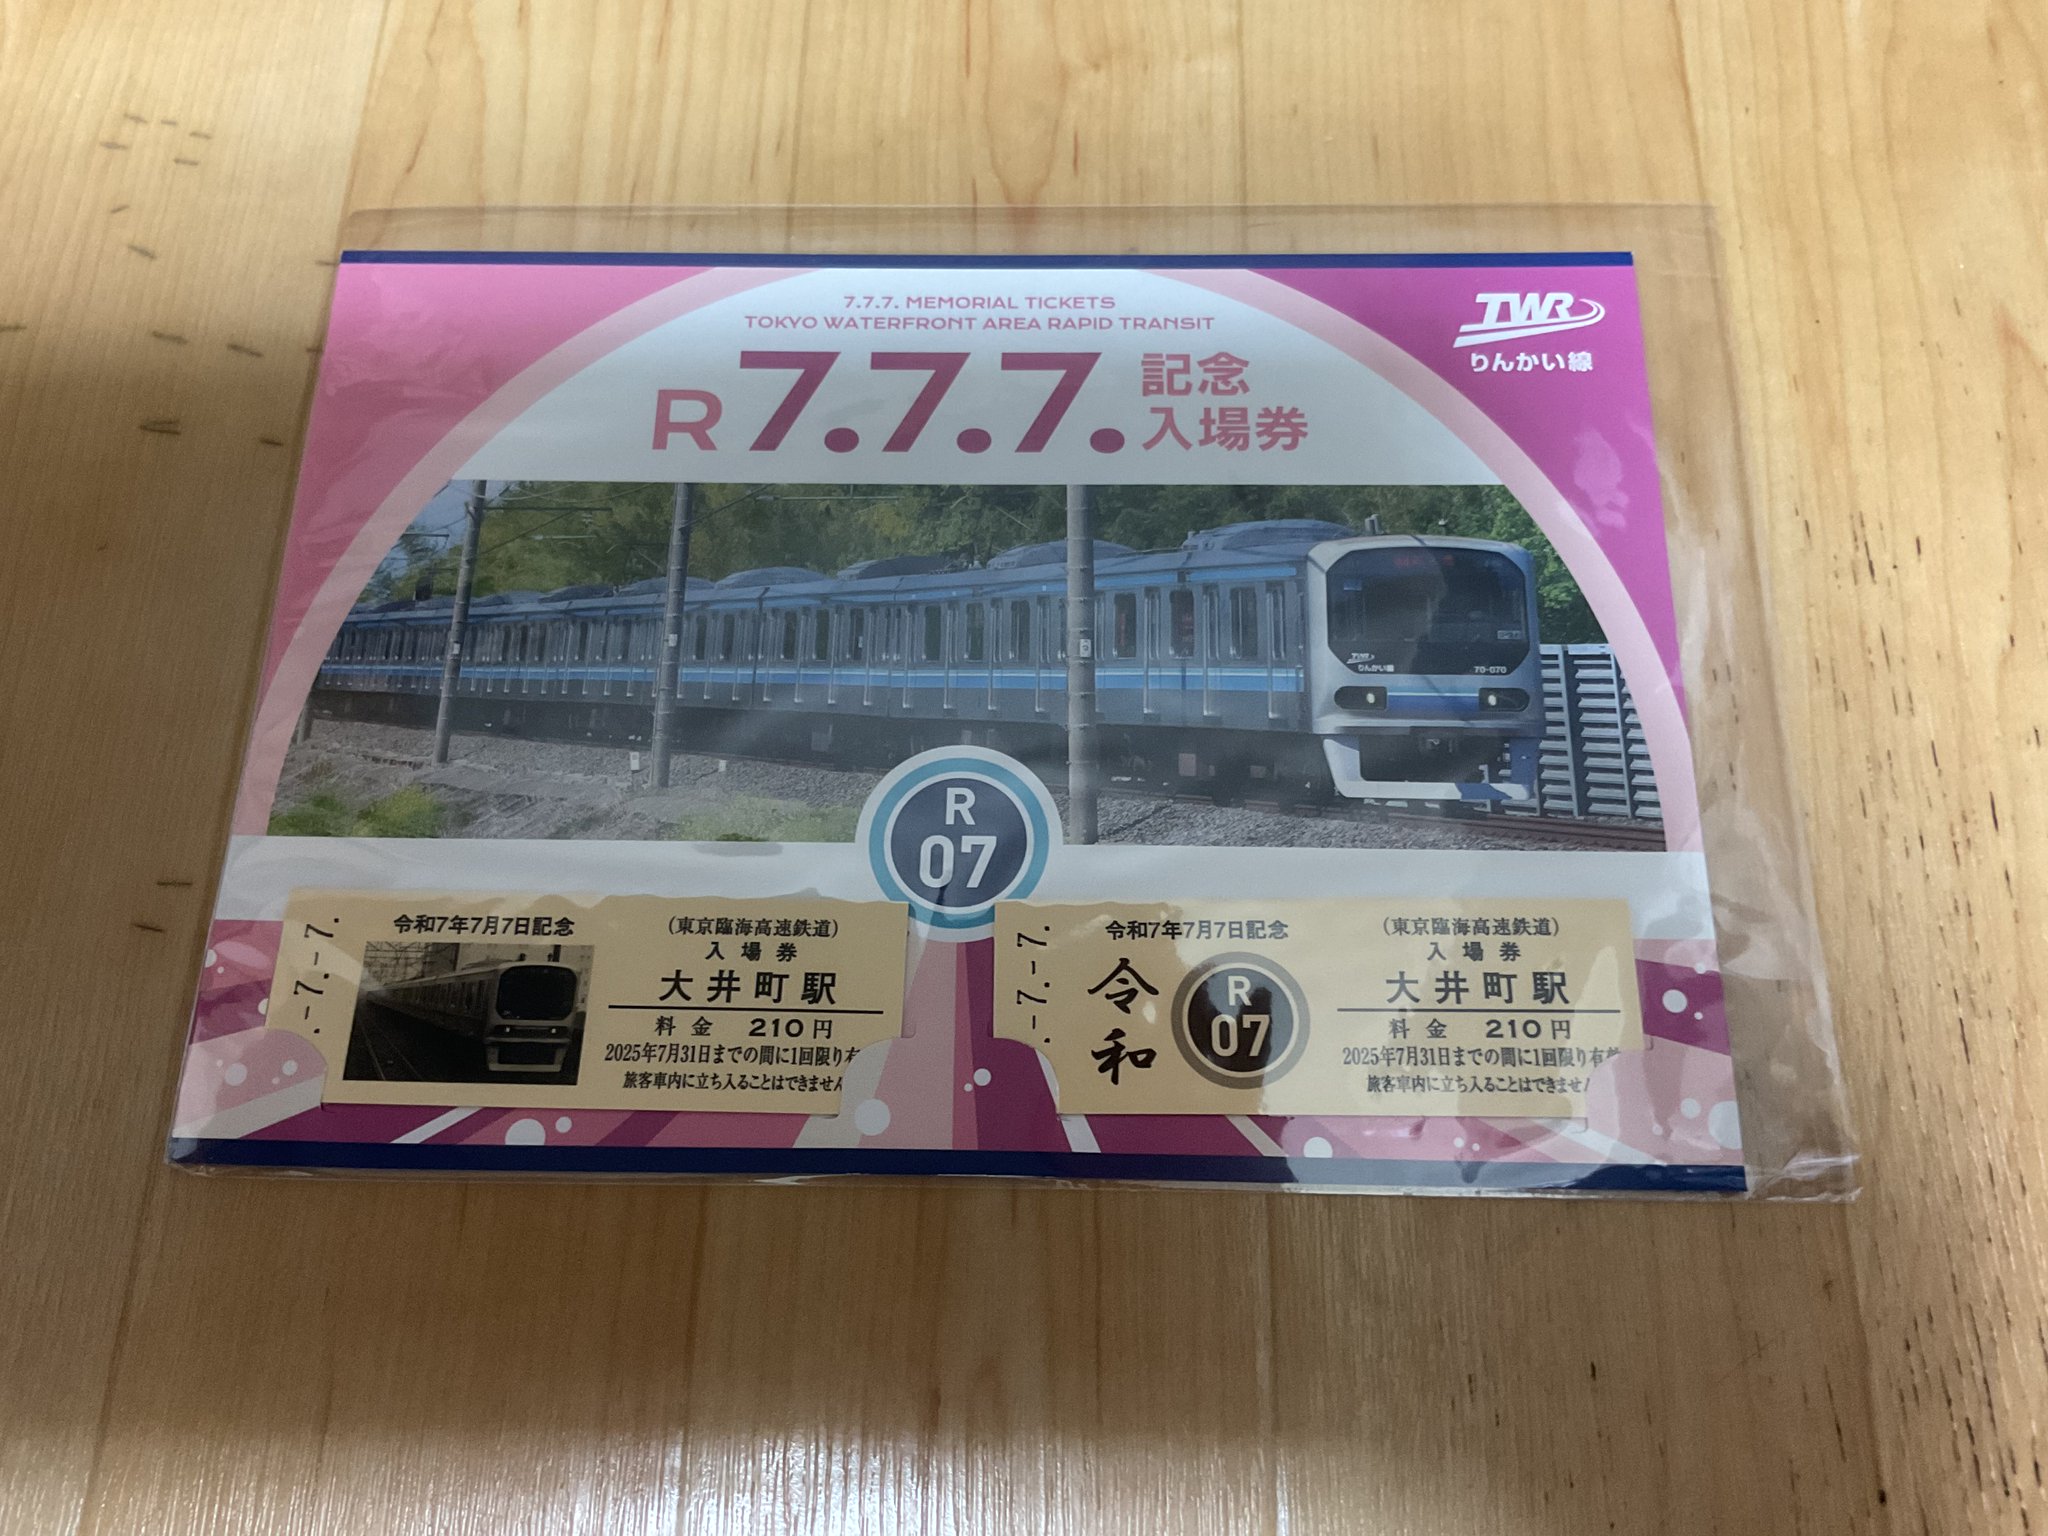 7.7.7. MEMORIAL TICKETS
TOKYO WATERFRONT AREA RAPID TRANSIT
R 7.7.7. 記念
入場券
TWR
りんかい線
TWR
りんかい線
70-070
R
07
令和7年7月7日記念
-7.-7.
(東京臨海高速鉄道)
入場券
大井町駅
料金 210円
2025年7月31日までの間に1回限り有
旅客車内に立ち入ることはできません
令和7年7月7日記念
-7.-7.
令和
R
07
(東京臨海高速鉄道)
入場券
大井町駅
料金 210円
2025年7月31日までの間に1回限り有
旅客車内に立ち入ることはできません